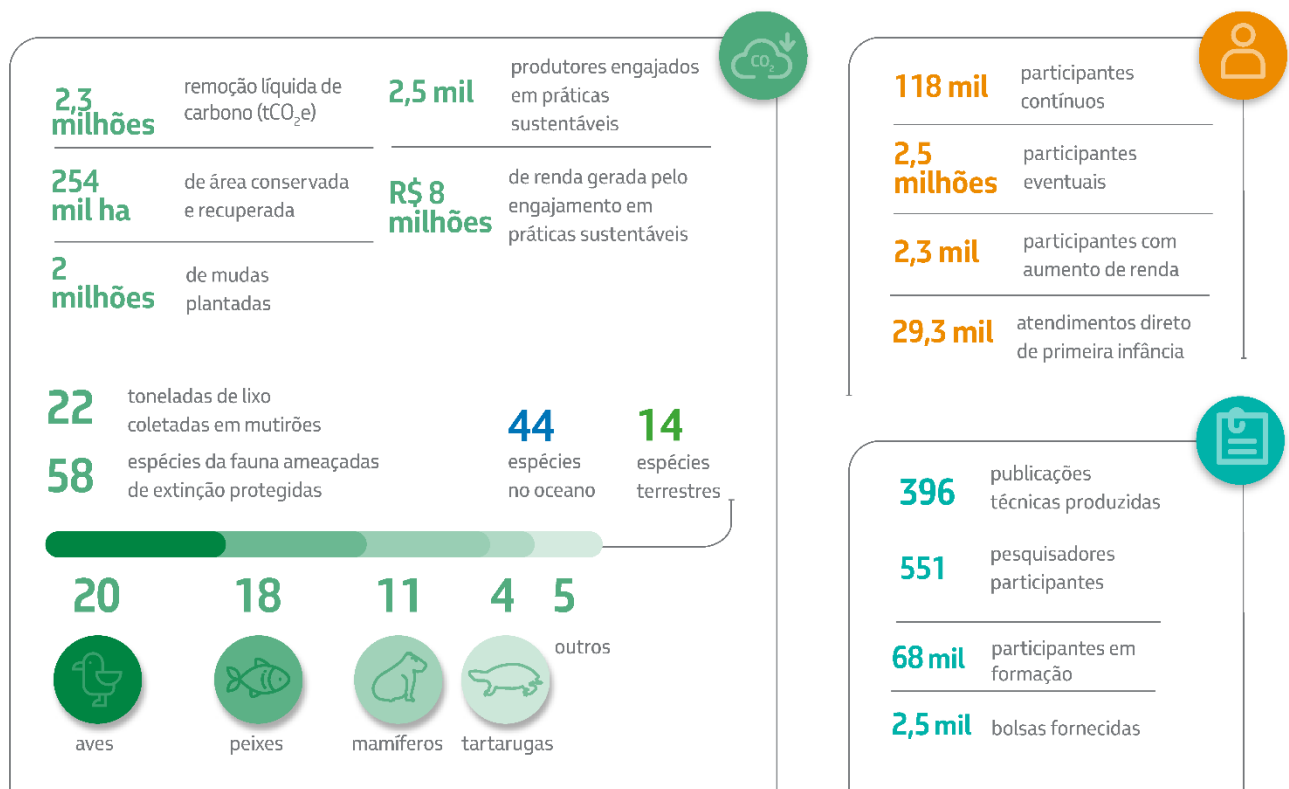 2,3
milhões
remoção líquida de
carbono (tCO₂e)
2,5 mil
produtores engajados
em práticas
sustentáveis
254
mil ha
de área conservada
e recuperada
R$ 8
milhões
de renda gerada pelo
engajamento em
práticas sustentáveis
2
milhões
de mudas
plantadas
22
toneladas de lixo
coletadas em mutirões
58
espécies da fauna ameaçadas
de extinção protegidas
44
espécies
no oceano
14
espécies
terrestres
20
18
11
4
5
outros
aves
peixes
mamíferos
tartarugas
CO₂
118 mil
participantes
contínuos
2,5
milhões
participantes
eventuais
2,3 mil
participantes com
aumento de renda
29,3 mil
atendimentos direto
de primeira infância
396
publicações
técnicas produzidas
551
pesquisadores
participantes
68 mil
participantes em
formação
2,5 mil
bolsas fornecidas